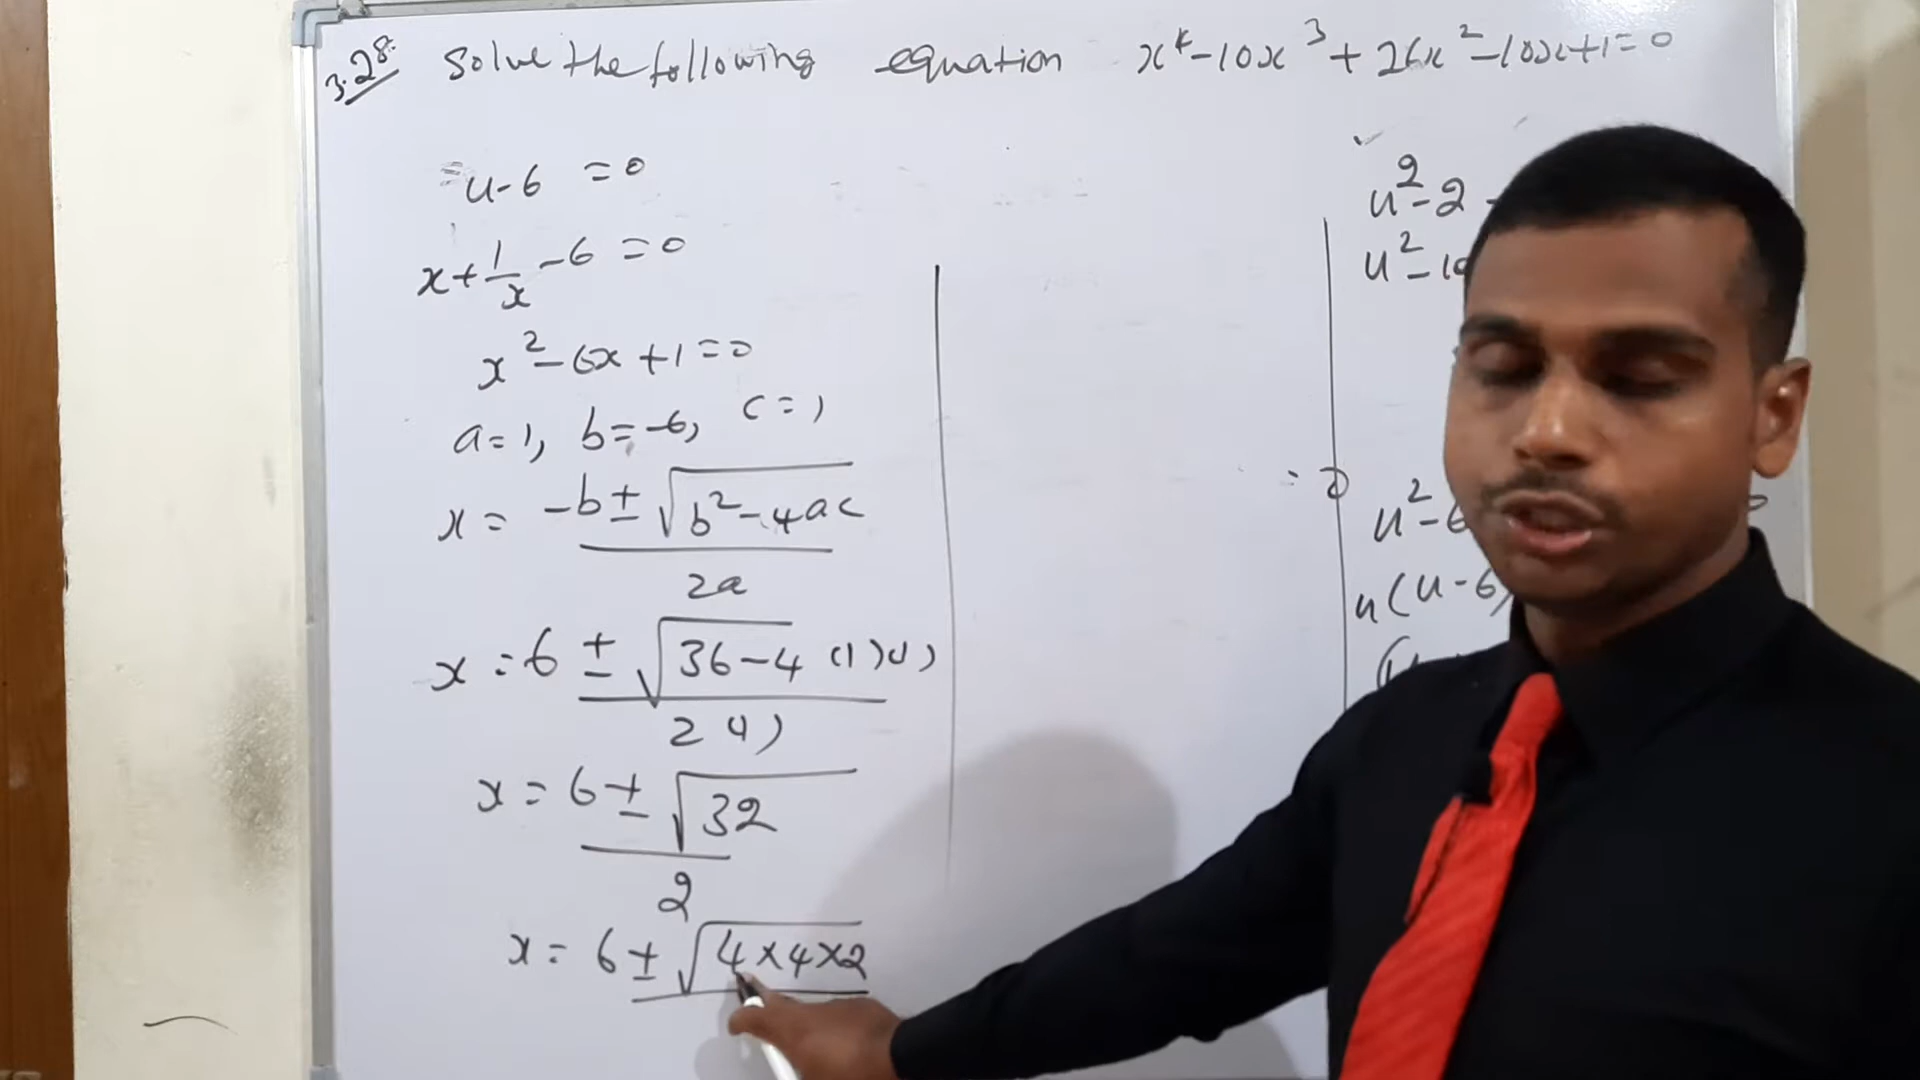 3.28. Solve the following equation x⁴-10x³+26x²-10x+1=0
u-6 =0
x+1/x-6 =0
x²-6x+1=0
a=1, b=-6, c=1
x= -b±√b²-4ac
2a
x=6 ±√36-4(1)(1)
2(1)
x=6±√32
2
x=6±√4×4×2
u²-2
u²-10
=0
u²-6
u(u-6)